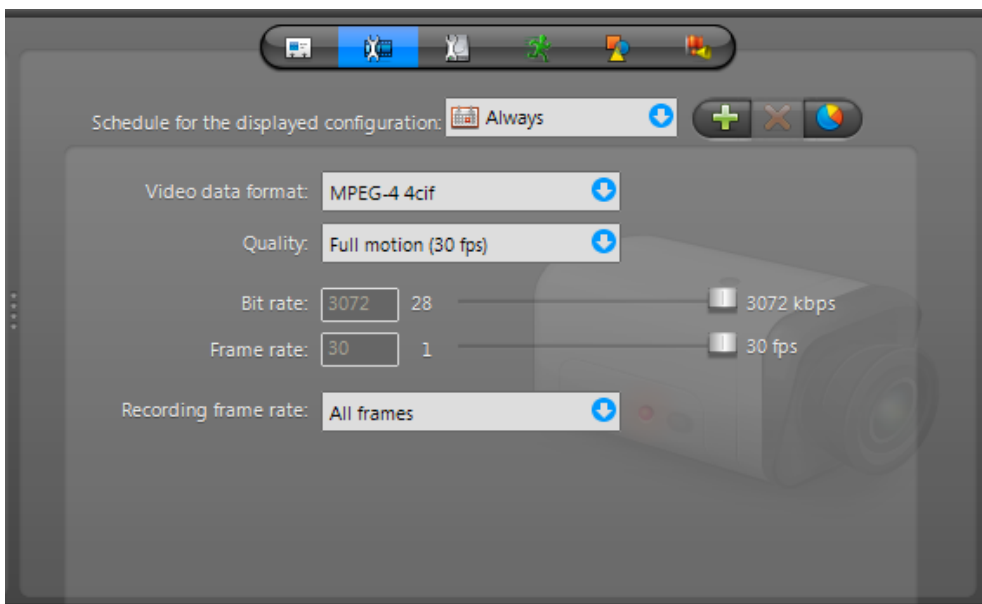 Schedule for the displayed configuration: Always
Video data format: MPEG-4 4cif
Quality: Full motion (30 fps)
Bit rate: 3072 28 3072 kbps
Frame rate: 30 1 30 fps
Recording frame rate: All frames